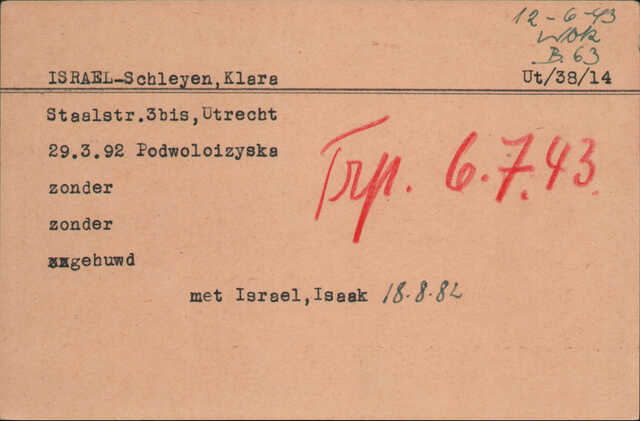 12-6-43
WBK
B.63
ISRAEL-Schleyen,Klara Ut/38/14
Staalstr.3bis,Utrecht
29.3.92 Podwoloizyska
Trp. 6.7.43.
zonder
zonder
gehuwd
met Israel,Isaak 18.8.82